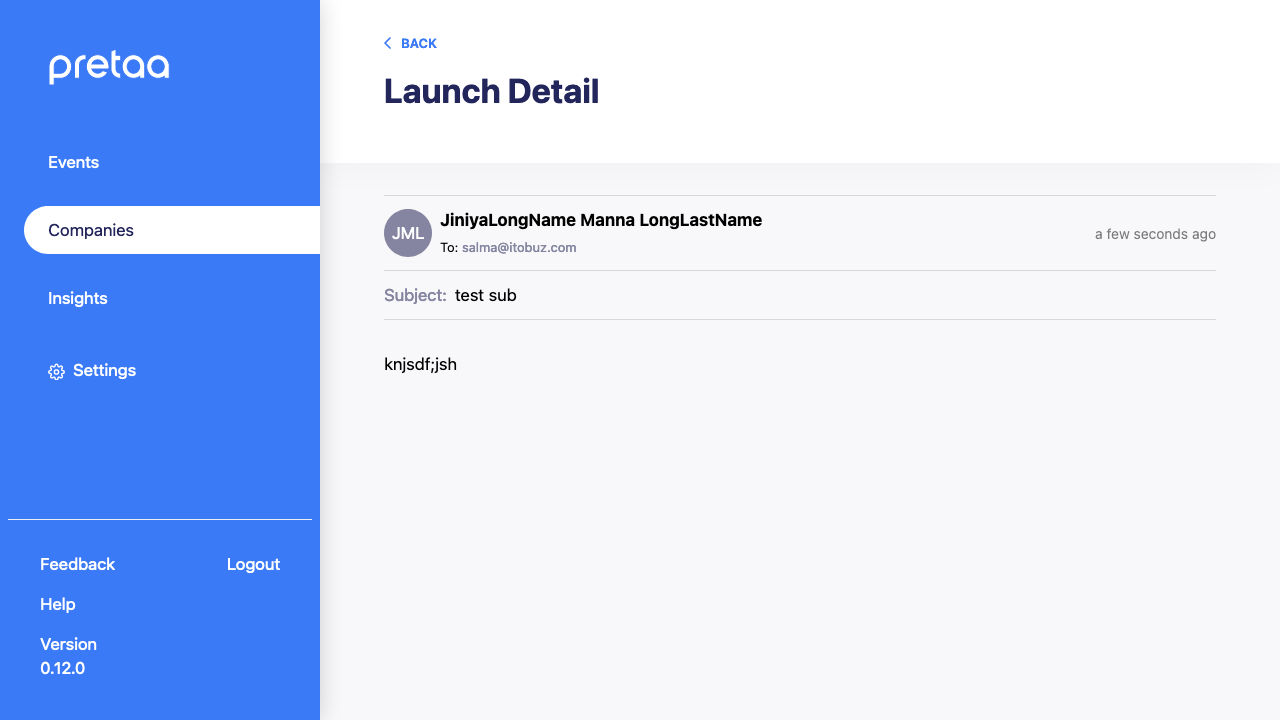 pretaa
Events
Companies
Insights
Settings
Feedback
Logout
Help
Version
0.12.0
BACK
Launch Detail
JML
JiniyaLongName Manna LongLastName
To: salma@itobuz.com
a few seconds ago
Subject: test sub
knjsdf;jsh